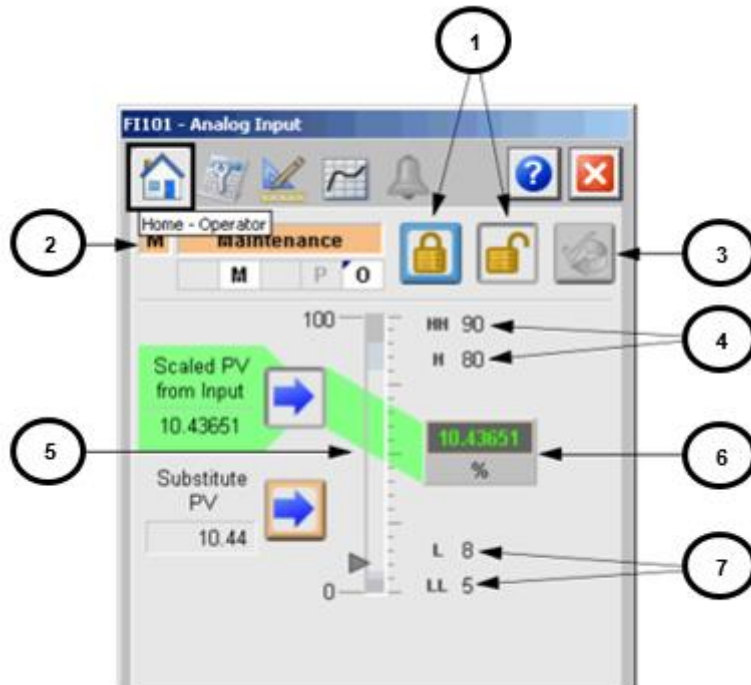 1
FI101 - Analog Input
?
Home - Operator
2
M Maintenance
3
M P O
100
HH 90
4
H 80
Scaled PV
from Input
10.43651
10.43651
5
6
%
Substitute
PV
10.44
L 8
7
0
LL 5